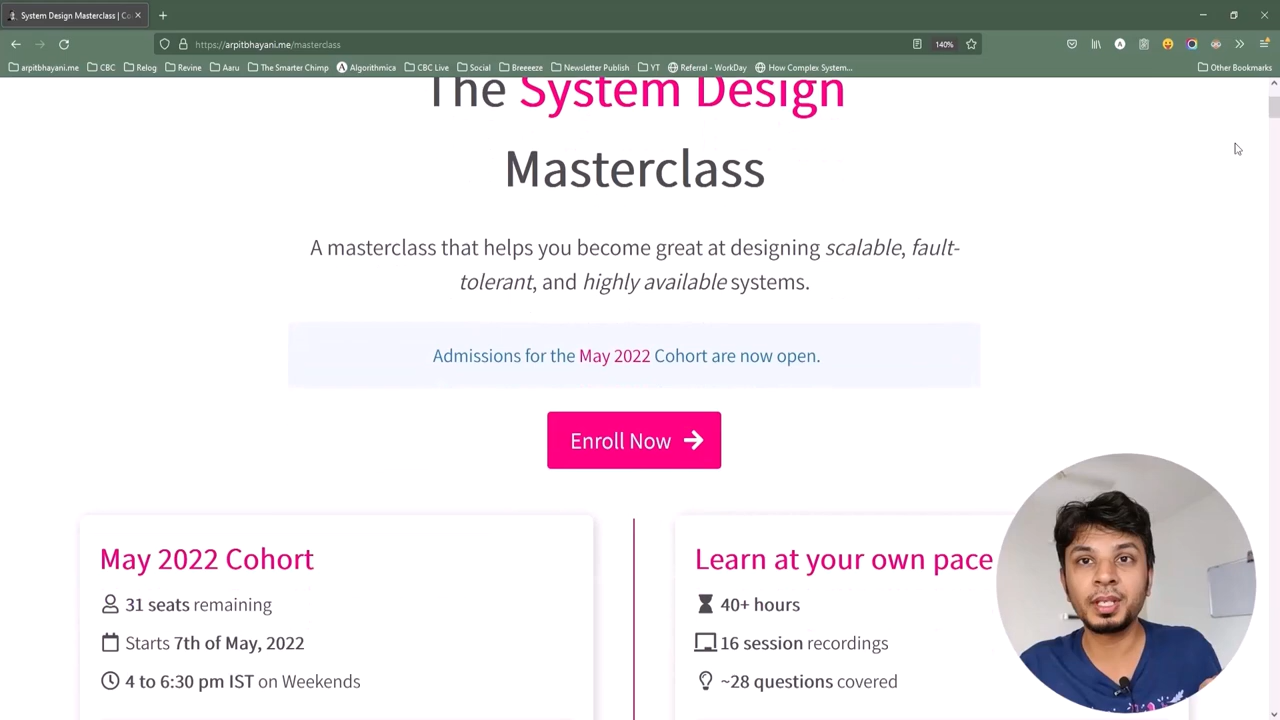 System Design Masterclass | Co
https://arpitbhayani.me/masterclass
140%
arpitbhayani.me
CBC
Relog
Revine
Aaru
The Smarter Chimp
Algorithmica
CBC Live
Social
Breeeeze
Newsletter Publish
YT
Referral - WorkDay
How Complex System...
Other Bookmarks
The System Design
Masterclass
A masterclass that helps you become great at designing scalable, fault-
tolerant, and highly available systems.
Admissions for the May 2022 Cohort are now open.
Enroll Now
May 2022 Cohort
31 seats remaining
Starts 7th of May, 2022
4 to 6:30 pm IST on Weekends
Learn at your own pace
40+ hours
16 session recordings
~28 questions covered